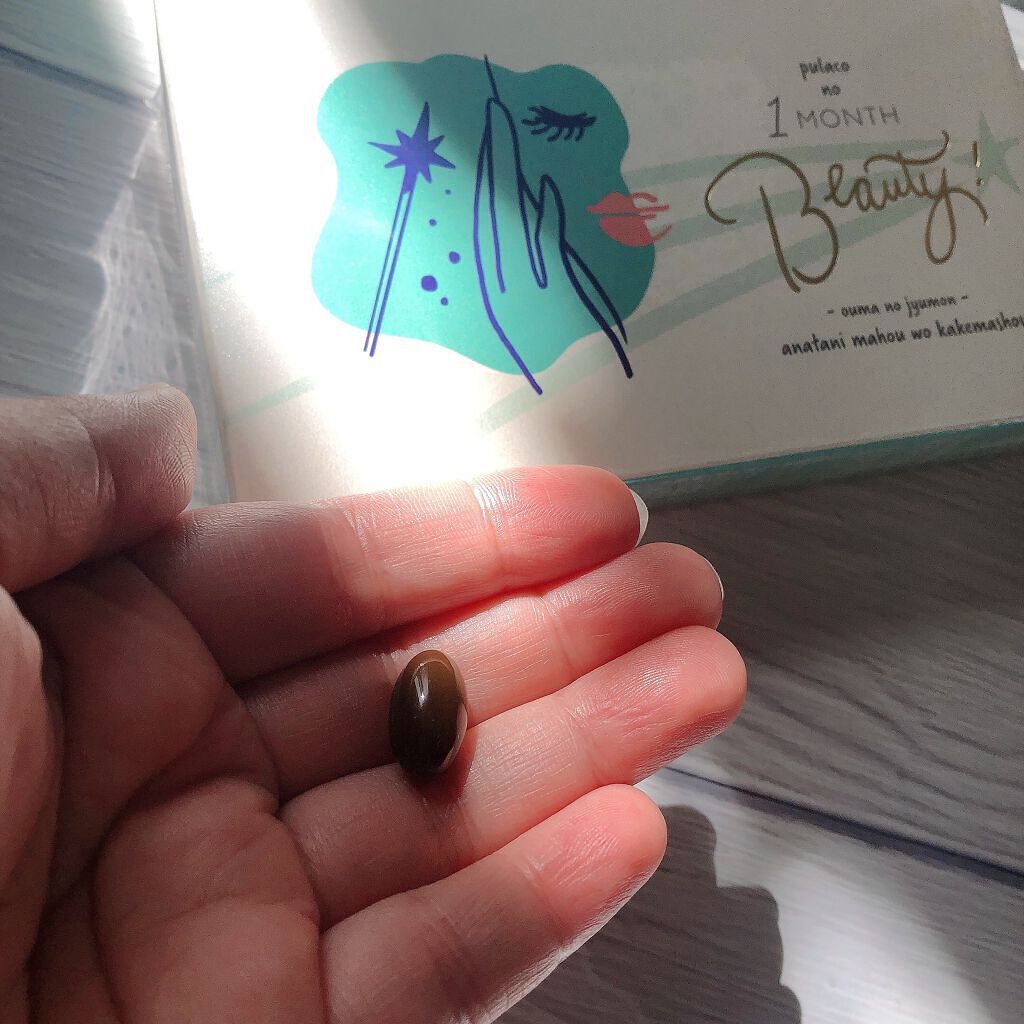 pulaco
no
1 MONTH
Beauty!
- ouma no jyumon -
anatani mahou wo kakemashou